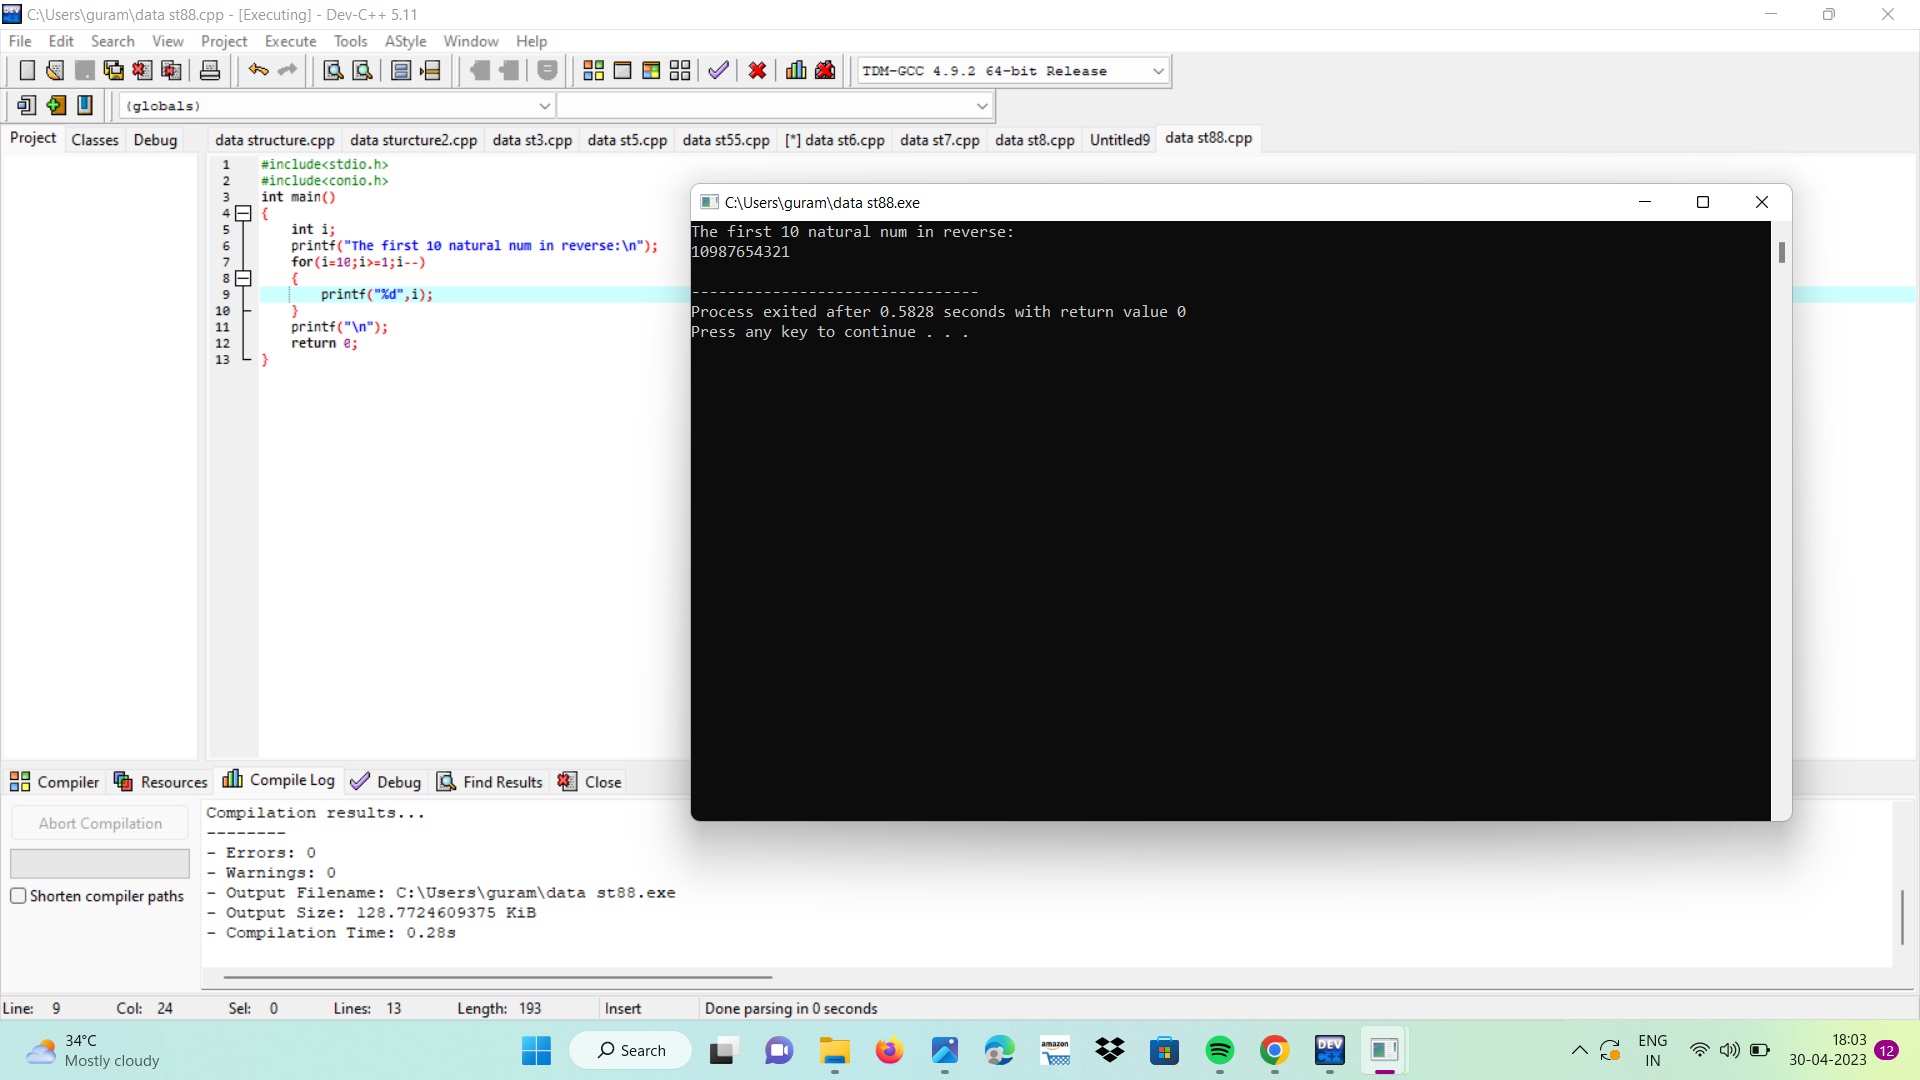 C:\Users\guram\data st88.cpp - [Executing] - Dev-C++ 5.11
File Edit Search View Project Execute Tools AStyle Window Help
TDM-GCC 4.9.2 64-bit Release
(globals)
Project Classes Debug data structure.cpp data sturcture2.cpp data st3.cpp data st5.cpp data st55.cpp [*] data st6.cpp data st7.cpp data st8.cpp Untitled9 data st88.cpp
1 #include<stdio.h>
2 #include<conio.h>
3 int main()
4 {
5 int i;
6 printf("The first 10 natural num in reverse:\n");
7 for(i=10;i>=1;i--)
8 {
9 printf("%d",i);
10 }
11 printf("\n");
12 return 0;
13 }
C:\Users\guram\data st88.exe
The first 10 natural num in reverse:
10987654321
--------------------------------
Process exited after 0.5828 seconds with return value 0
Press any key to continue . . .
Compiler Resources Compile Log Debug Find Results Close
Abort Compilation
Shorten compiler paths
Compilation results...
--------
- Errors: 0
- Warnings: 0
- Output Filename: C:\Users\guram\data st88.exe
- Output Size: 128.7724609375 KiB
- Compilation Time: 0.28s
Line: 9 Col: 24 Sel: 0 Lines: 13 Length: 193 Insert Done parsing in 0 seconds
34°C
Mostly cloudy
Search
amazon
DEV
C++
ENG
IN
18:03
30-04-2023
12